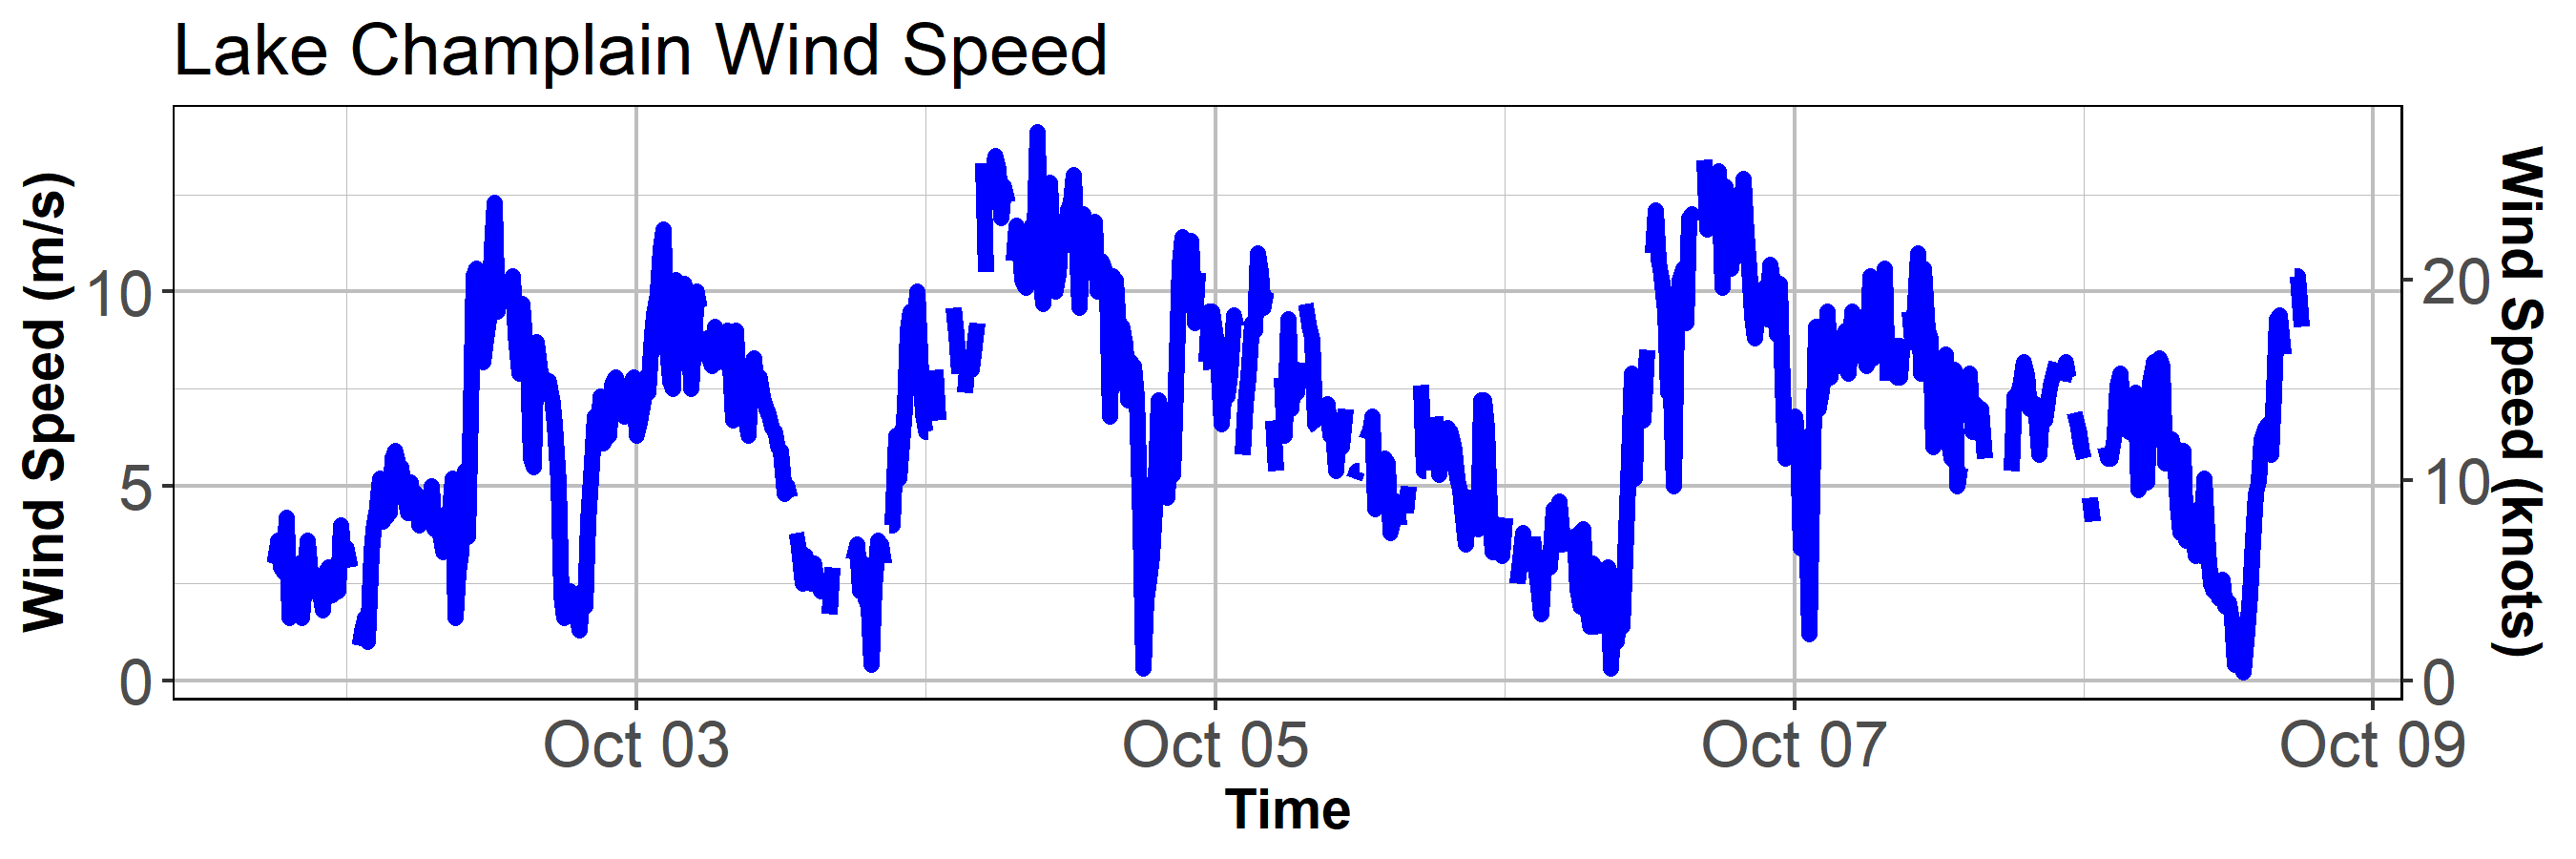 Lake Champlain Wind Speed
Wind Speed (m/s)
10
5
0
20
10
0
Wind Speed (knots)
Oct 03
Oct 05
Oct 07
Oct 09
Time